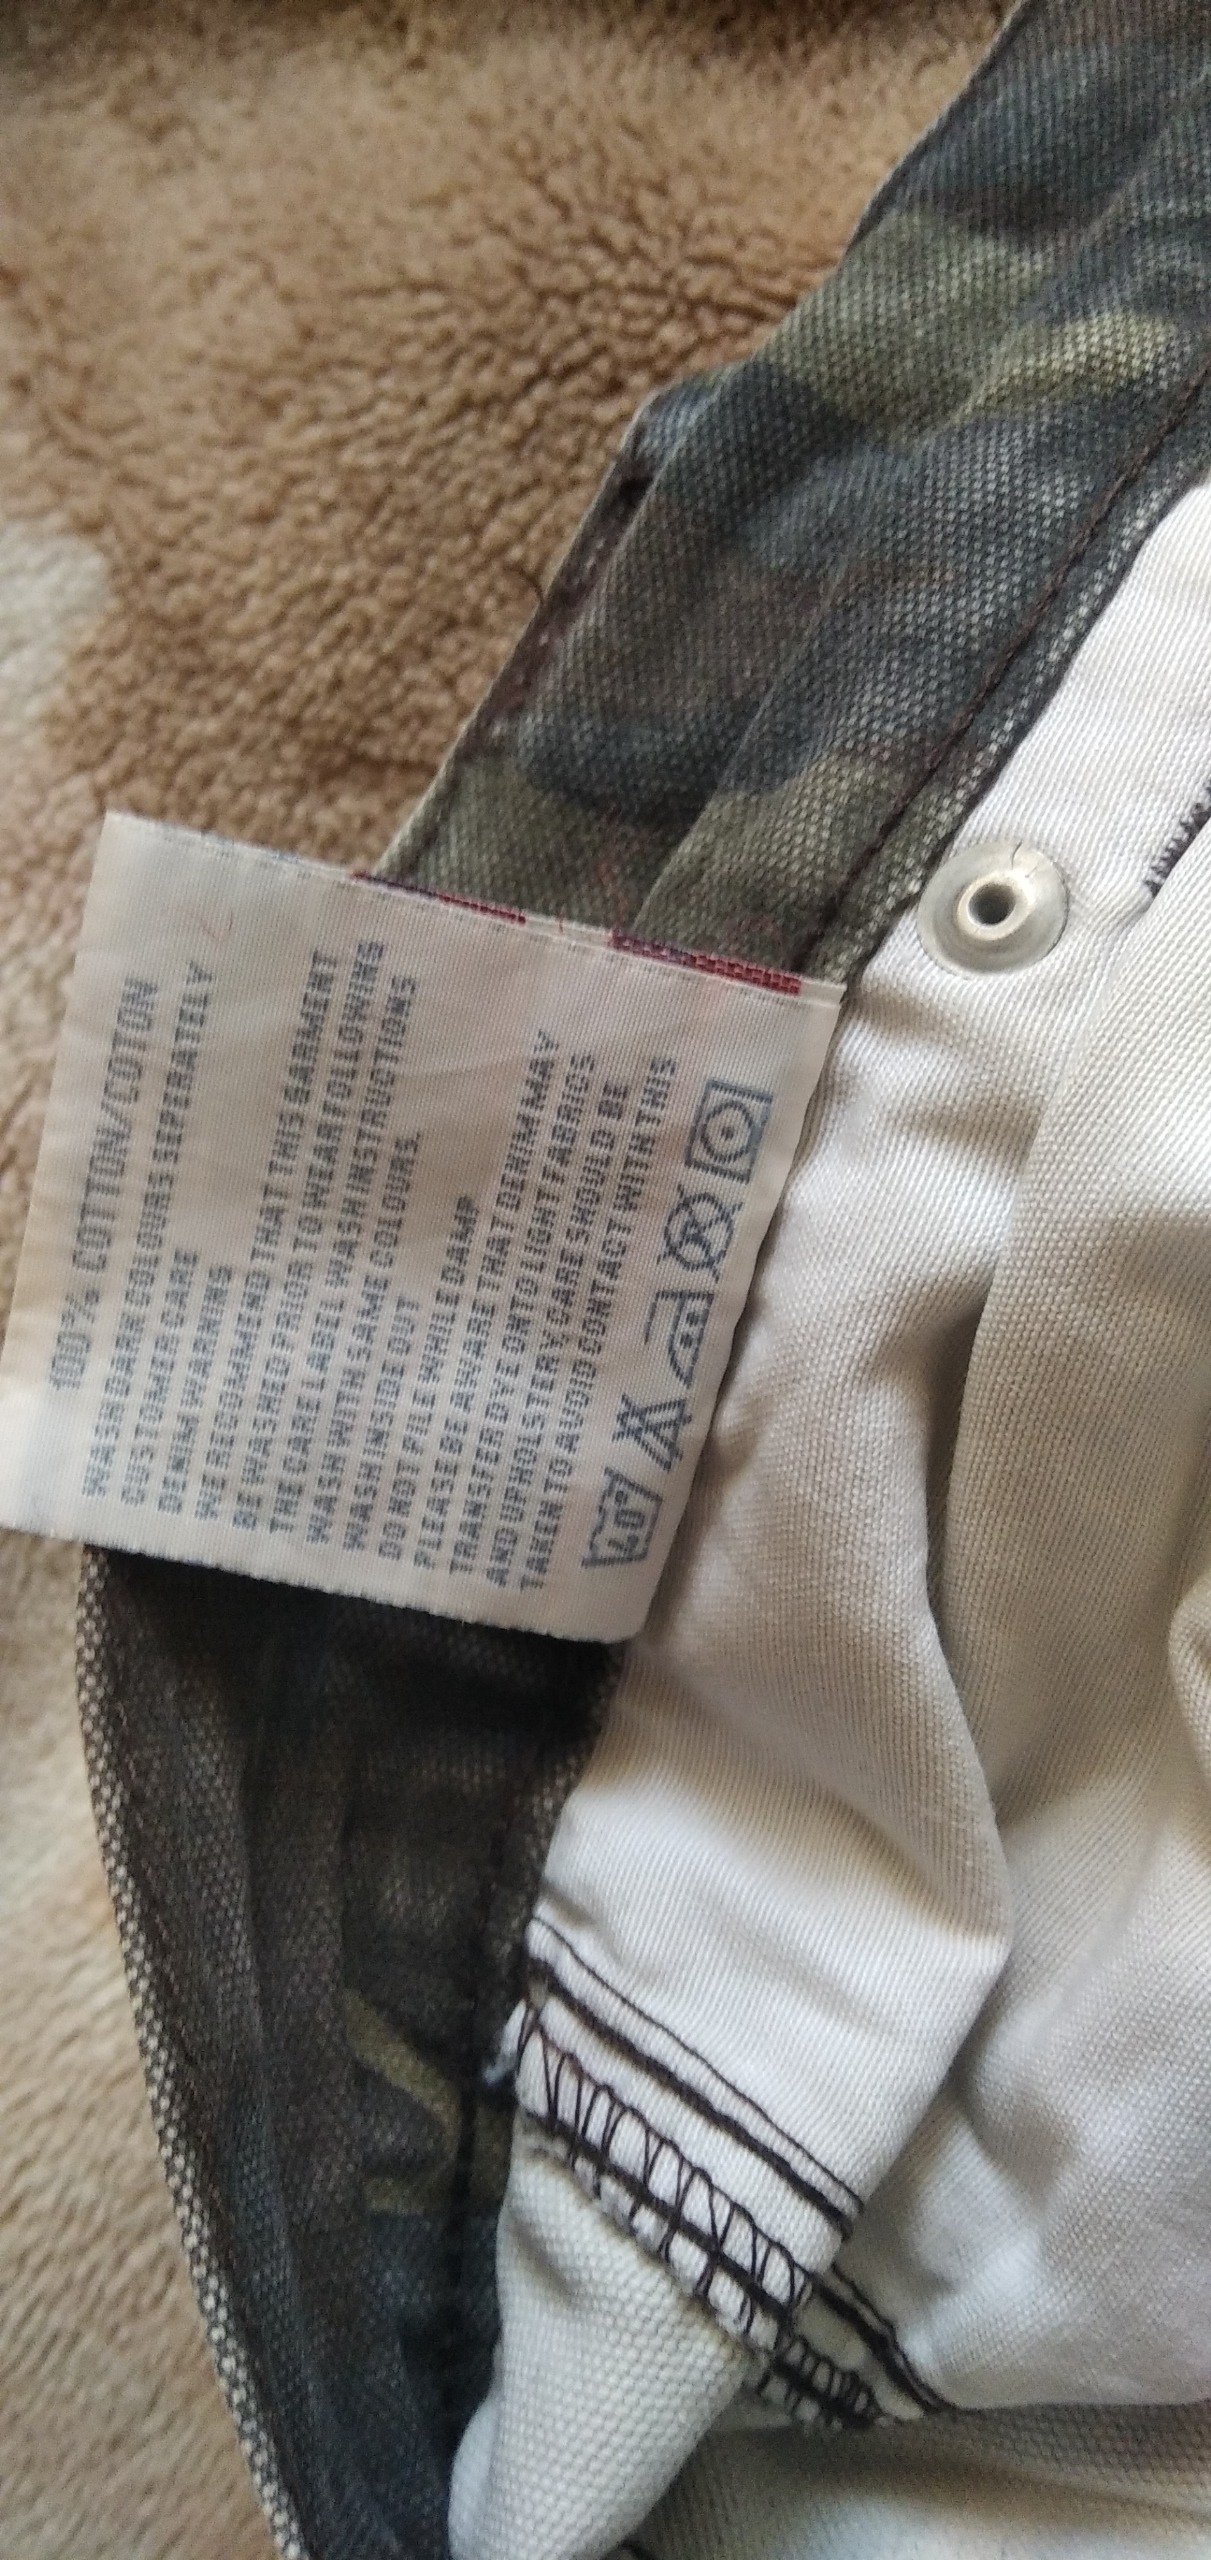 100% COTTON/COTON
WASH DARK COLOURS SEPERATELY
CUSTOMER CARE
DENIM WARNING
WE RECOMMEND THAT THIS GARMENT
BE WASHED PRIOR TO WEAR FOLLOWING
THE CARE LABEL WASH INSTRUCTIONS
WASH WITH SAME COLOURS.
WASH INSIDE OUT
DO NOT PILE WHILE DAMP
PLEASE BE AWARE THAT DENIM MAY
TRANSFER DYE ONTO LIGHT FABRICS
AND UPHOLSTERY. CARE SHOULD BE
TAKEN TO AVOID CONTACT WITH THIS
40°